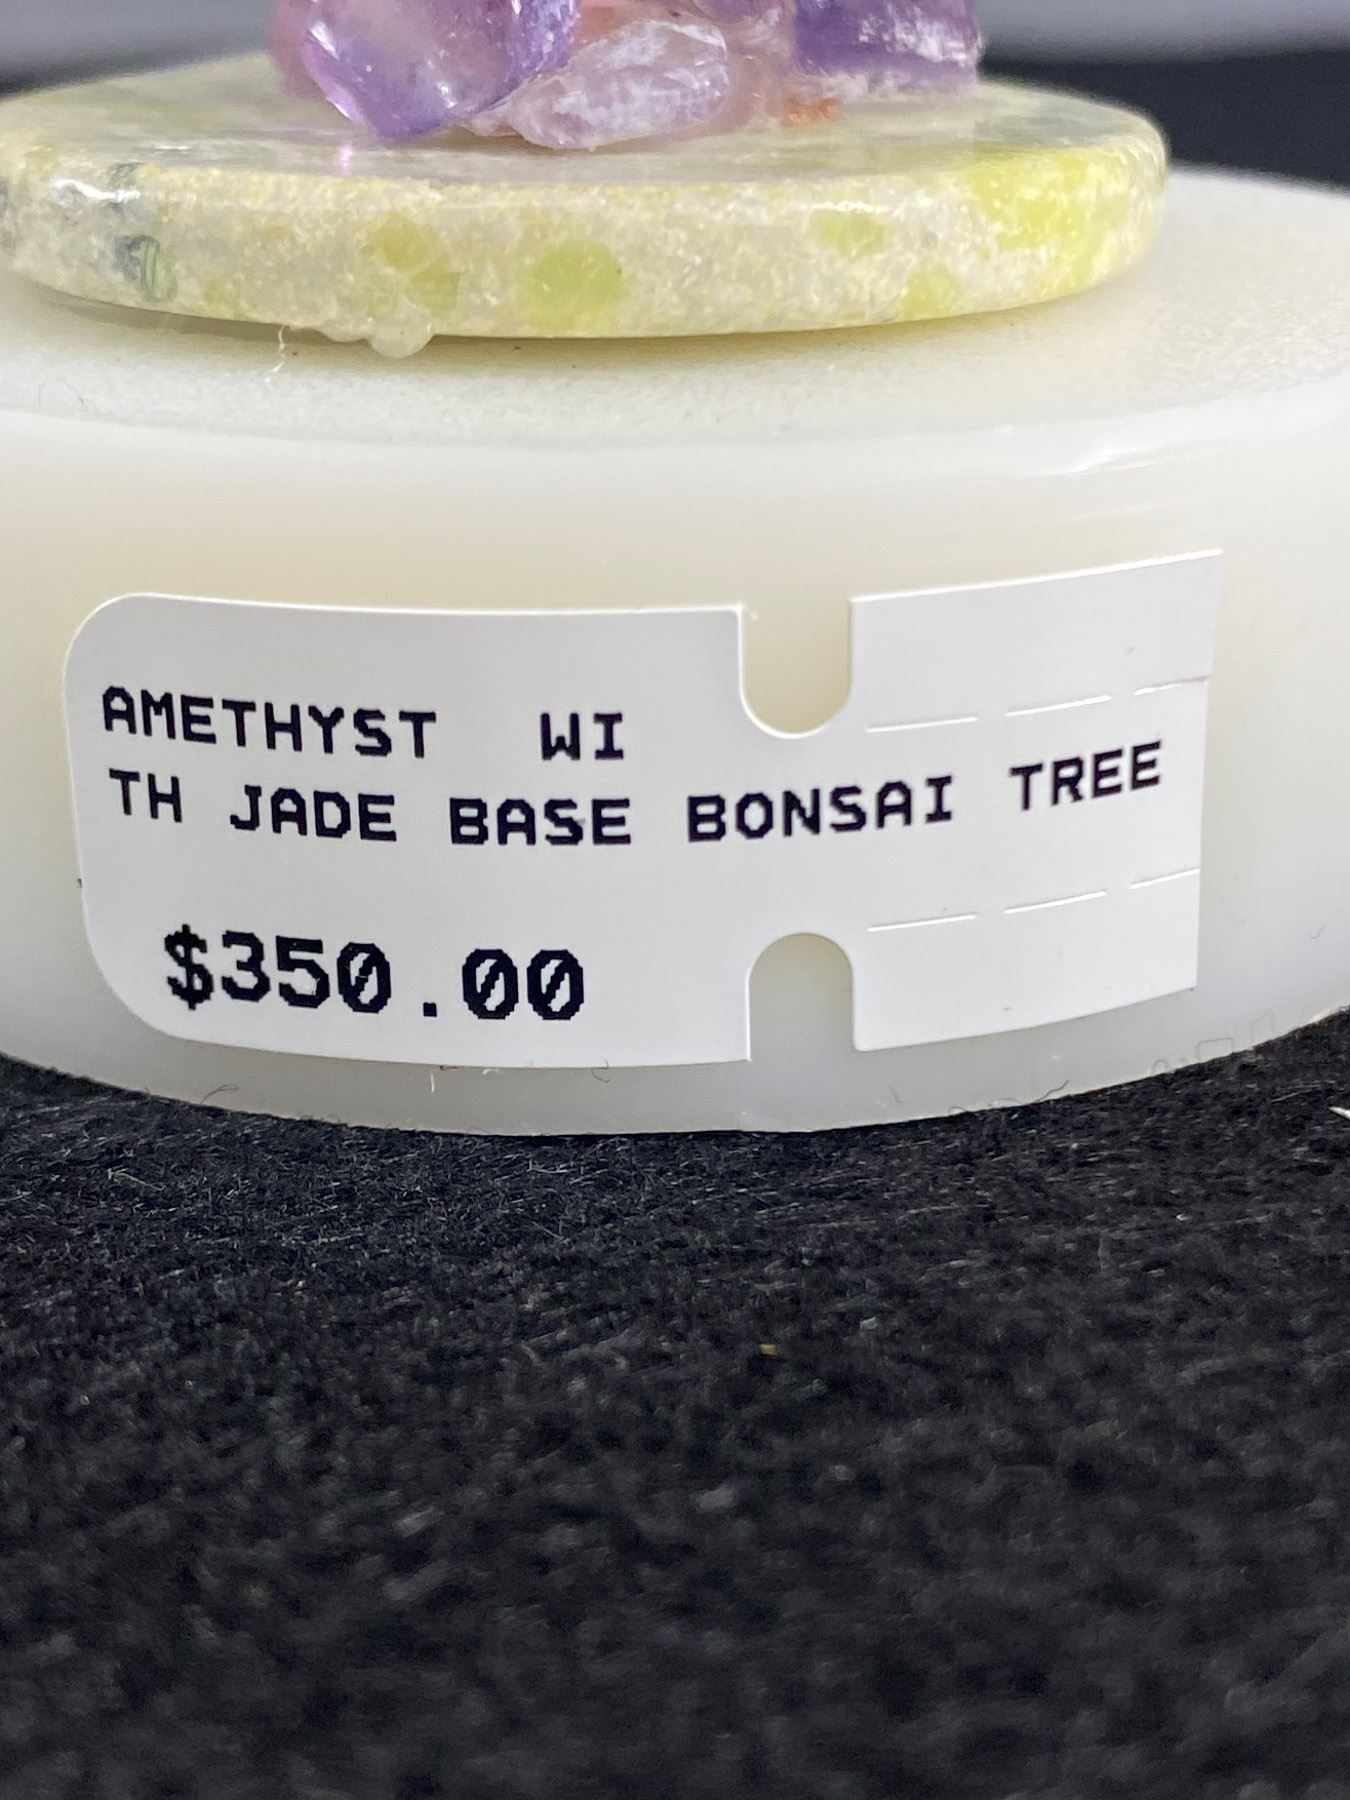 AMETHYST  WI
TH JADE BASE BONSAI TREE
$350.00